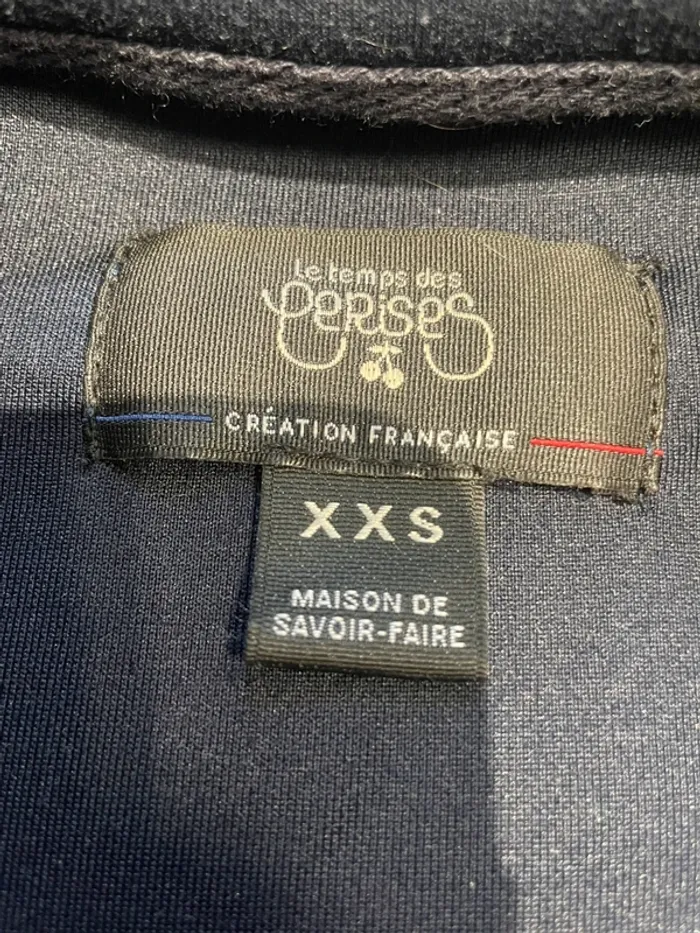 Le temps des
CeRiseS
CRÉATION FRANÇAISE
XXS
MAISON DE
SAVOIR-FAIRE